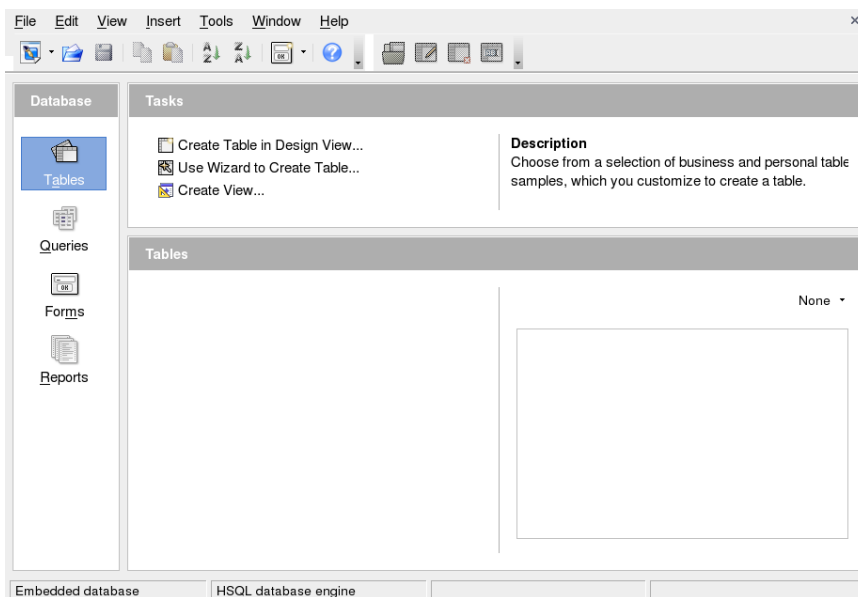 File Edit View Insert Tools Window Help
Database
Tasks
Tables
Queries
Forms
Reports
Create Table in Design View...
Use Wizard to Create Table...
Create View...
Description
Choose from a selection of business and personal table
samples, which you customize to create a table.
Tables
None
Embedded database
HSQL database engine